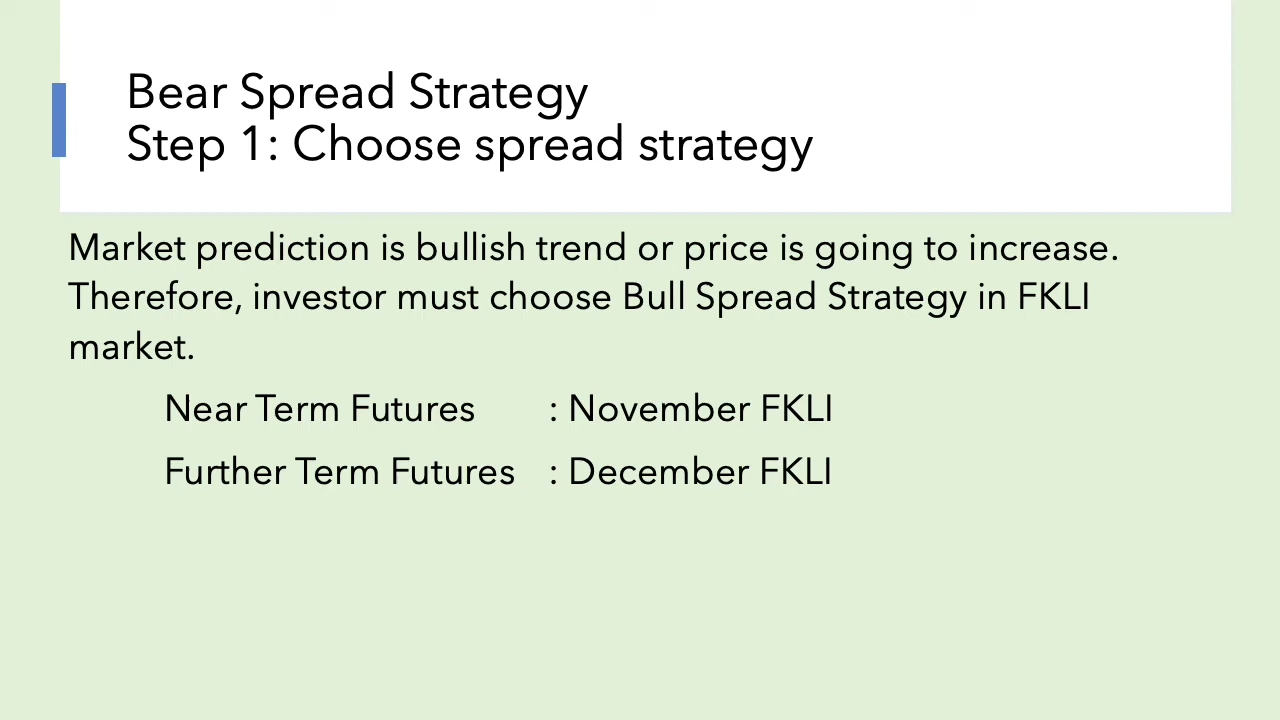 Bear Spread Strategy
Step 1: Choose spread strategy
Market prediction is bullish trend or price is going to increase.
Therefore, investor must choose Bull Spread Strategy in FKLI
market.
Near Term Futures : November FKLI
Further Term Futures : December FKLI